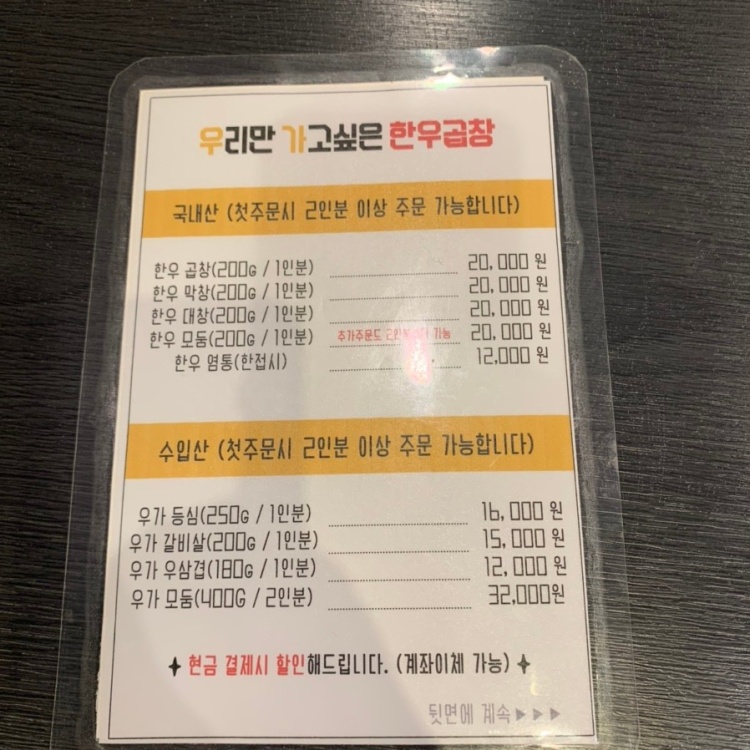 우리만 가고싶은 한우곱창
국내산 (첫주문시 2인분 이상 주문 가능합니다)
한우 곱창(200G / 1인분) 20,000 원
한우 막창(200G / 1인분) 20,000 원
한우 대창(200G / 1인분) 20,000 원
한우 모둠(200G / 1인분) 추가주문도 가능 20,000 원
한우 염통(한접시) 12,000 원
수입산 (첫주문시 2인분 이상 주문 가능합니다)
우가 등심(250G / 1인분) 16,000 원
우가 갈비살(200G / 1인분) 15,000 원
우가 우삼겹(180G / 1인분) 12,000 원
우가 모둠(400G / 2인분) 32,000원
현금 결제시 할인해드립니다. (계좌이체 가능)
뒷면에 계속▶▶▶